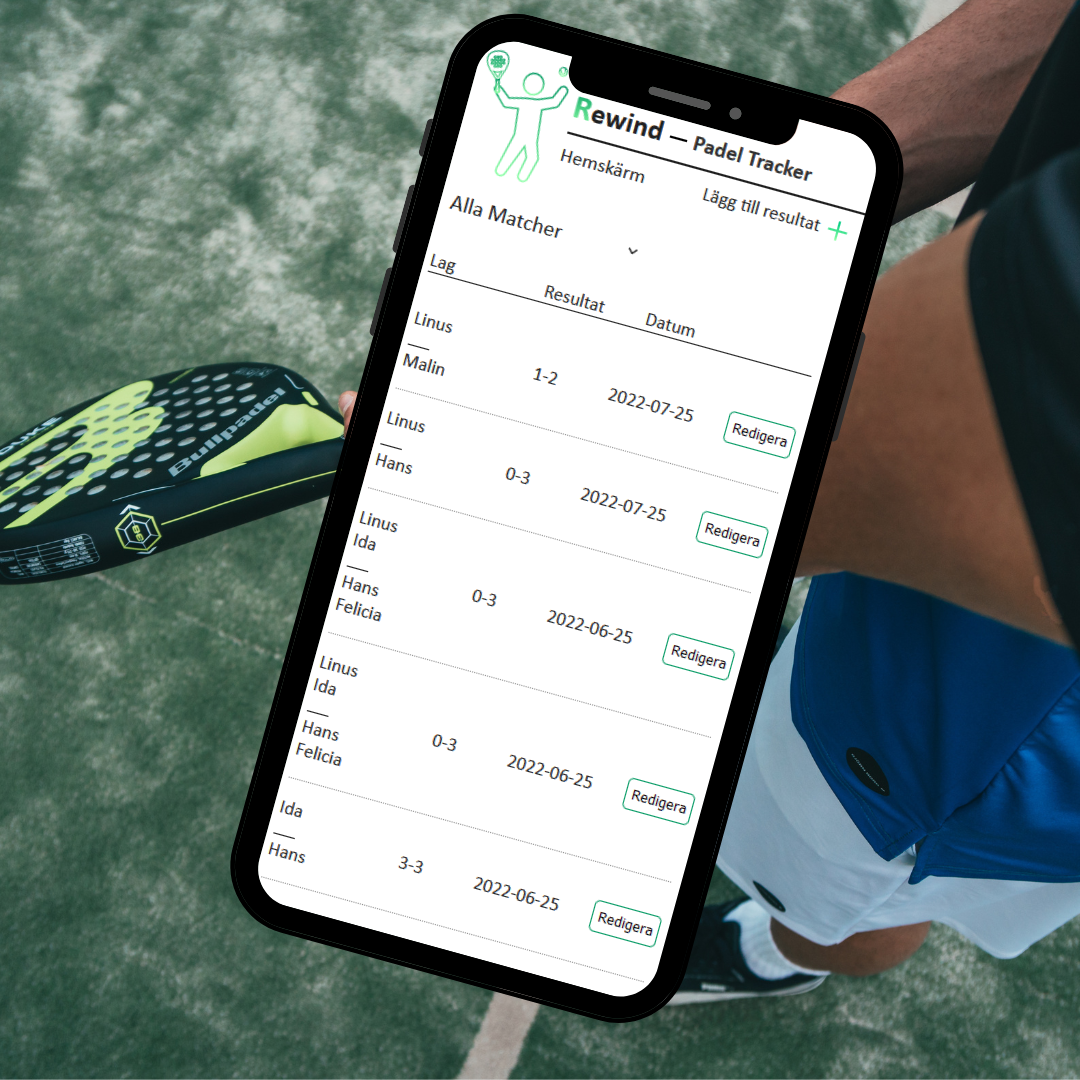 Rewind — Padel Tracker
Hemskärm
Lägg till resultat +
Alla Matcher
Lag Resultat Datum
Linus
Malin
1-2 2022-07-25 Redigera
Linus
Hans
0-3 2022-07-25 Redigera
Linus
Ida
Hans
Felicia
0-3 2022-06-25 Redigera
Linus
Ida
Hans
Felicia
0-3 2022-06-25 Redigera
Ida
Hans
3-3 2022-06-25 Redigera
Bullpadel